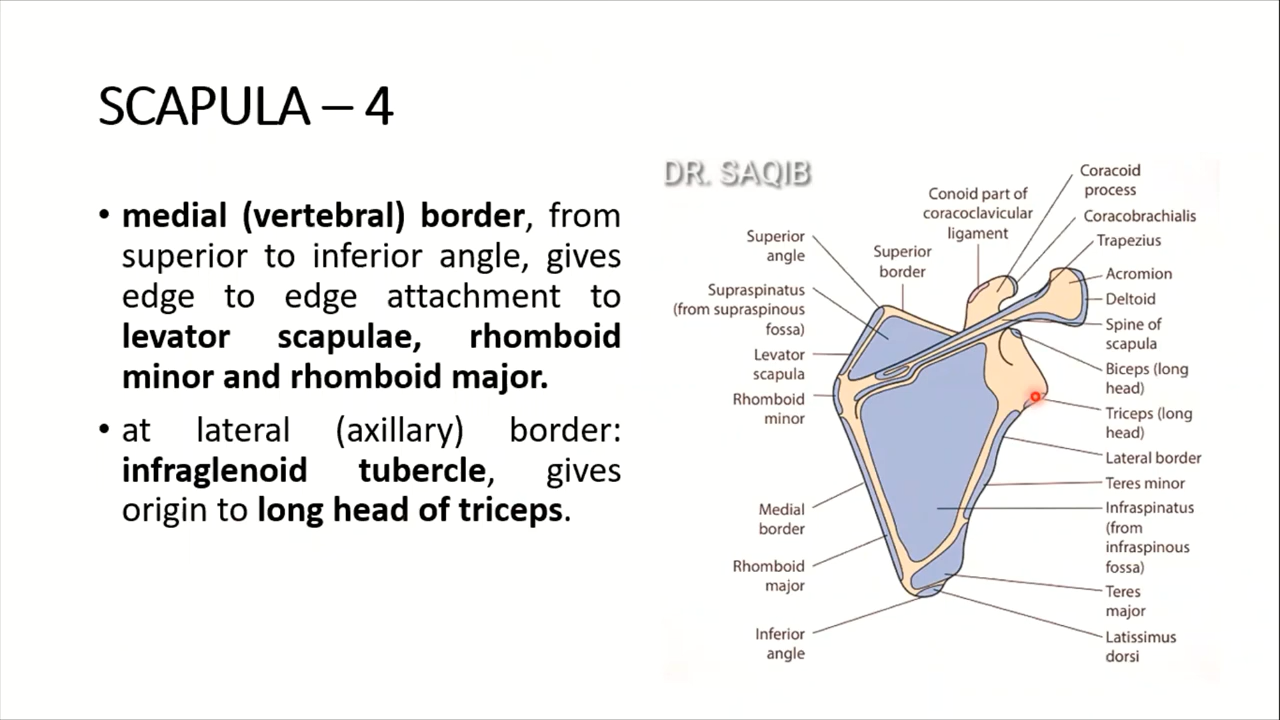 SCAPULA – 4
• medial (vertebral) border, from
superior to inferior angle, gives
edge to edge attachment to
levator scapulae, rhomboid
minor and rhomboid major.
• at lateral (axillary) border:
infraglenoid tubercle, gives
origin to long head of triceps.
DR. SAQIB
Superior
angle
Supraspinatus
(from supraspinous
fossa)
Levator
scapula
Rhomboid
minor
Medial
border
Rhomboid
major
Inferior
angle
Superior
border
Conoid part of
coracoclavicular
ligament
Coracoid
process
Coracobrachialis
Trapezius
Acromion
Deltoid
Spine of
scapula
Biceps (long
head)
Triceps (long
head)
Lateral border
Teres minor
Infraspinatus
(from
infraspinous
fossa)
Teres
major
Latissimus
dorsi